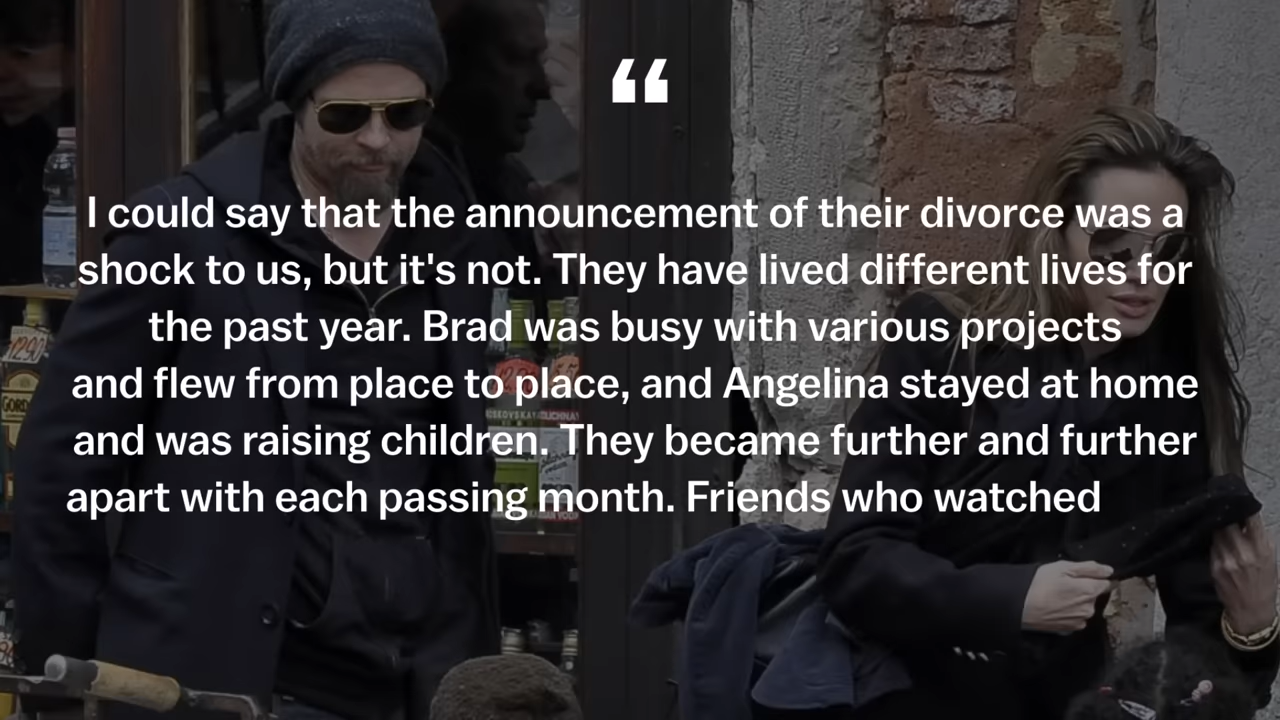 “
I could say that the announcement of their divorce was a
shock to us, but it's not. They have lived different lives for
the past year. Brad was busy with various projects
and flew from place to place, and Angelina stayed at home
and was raising children. They became further and further
apart with each passing month. Friends who watched